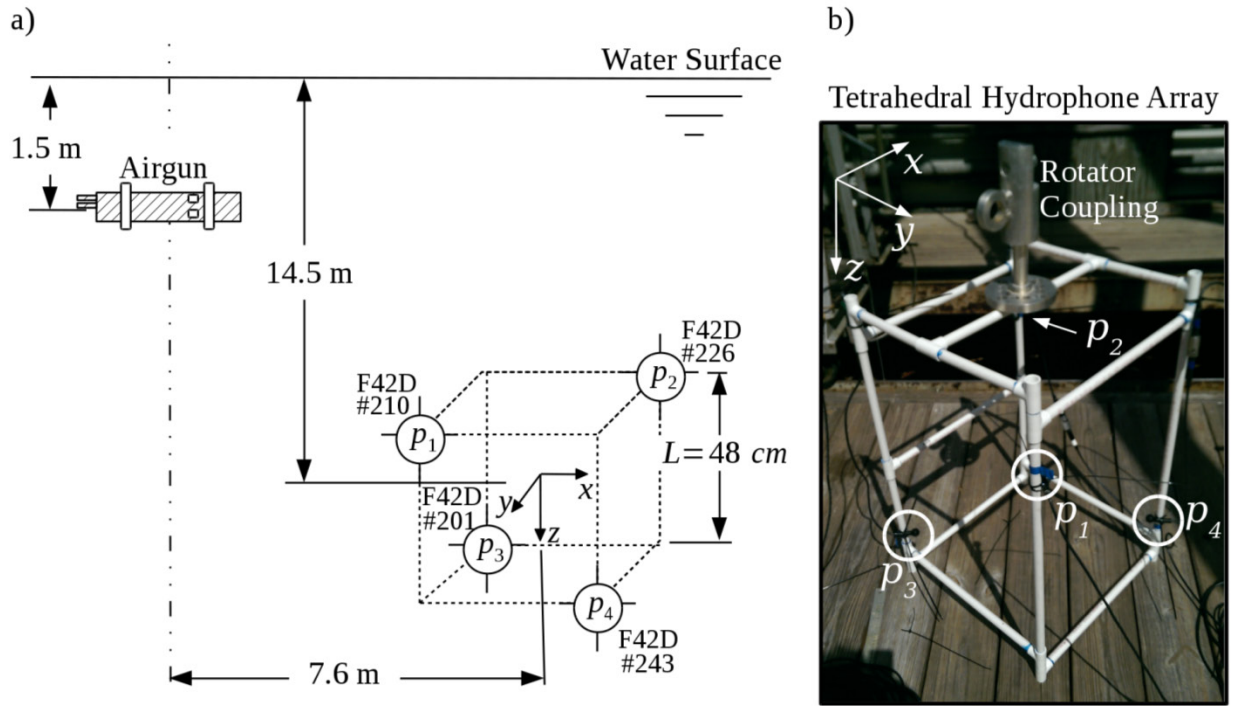 a)
Water Surface
1.5 m
Airgun
14.5 m
F42D
#226
p2
F42D
#210
p1
L= 48 cm
F42D
#201
y
x
z
p3
p4
F42D
#243
7.6 m
b)
Tetrahedral Hydrophone Array
x
y
z
Rotator
Coupling
p2
p1
p4
p3